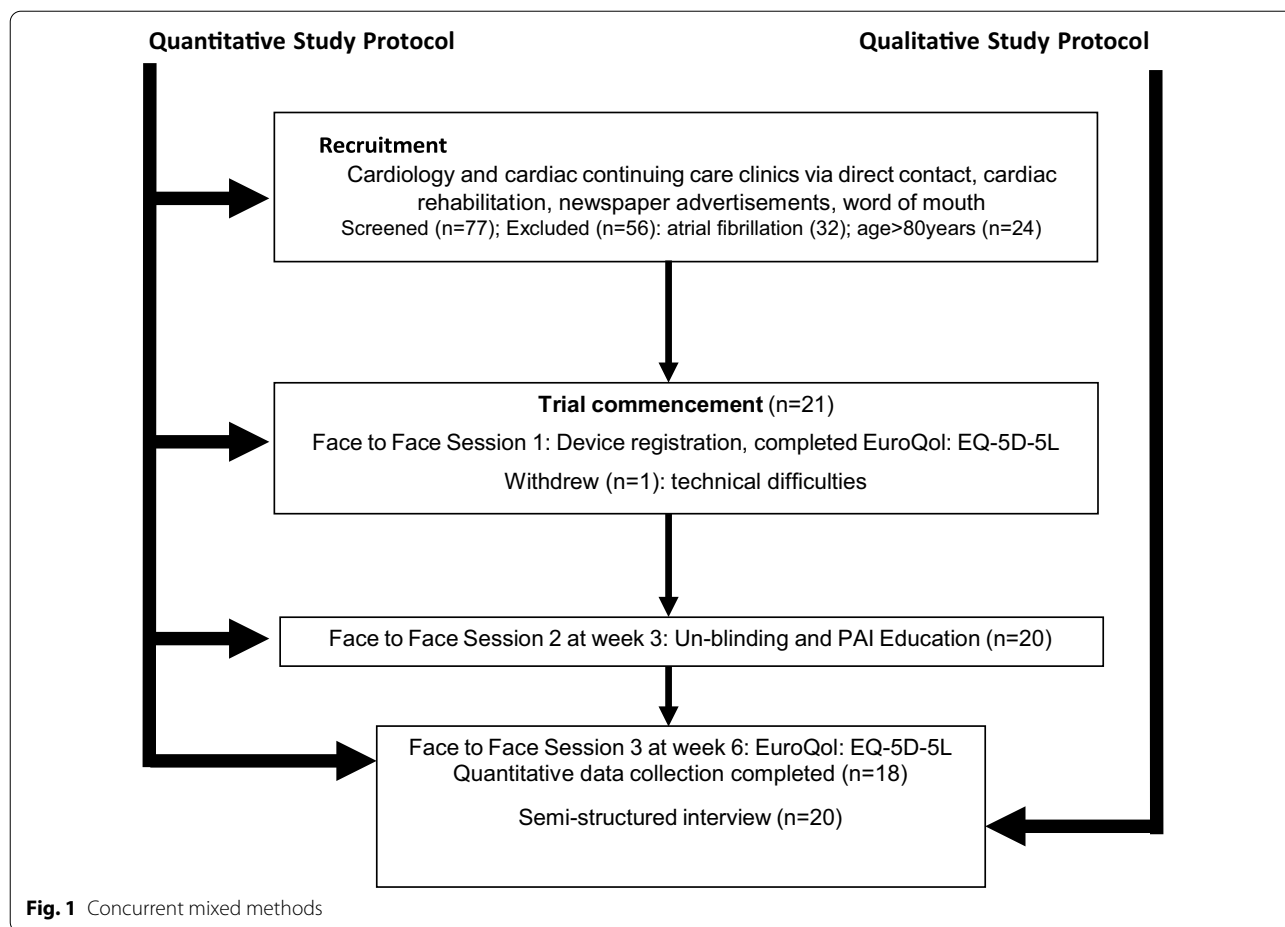 Quantitative Study Protocol
Qualitative Study Protocol
Recruitment
Cardiology and cardiac continuing care clinics via direct contact, cardiac
rehabilitation, newspaper advertisements, word of mouth
Screened (n=77); Excluded (n=56): atrial fibrillation (32); age>80years (n=24)
Trial commencement (n=21)
Face to Face Session 1: Device registration, completed EuroQol: EQ-5D-5L
Withdrew (n=1): technical difficulties
Face to Face Session 2 at week 3: Un-blinding and PAI Education (n=20)
Face to Face Session 3 at week 6: EuroQol: EQ-5D-5L
Quantitative data collection completed (n=18)
Semi-structured interview (n=20)
Fig. 1 Concurrent mixed methods